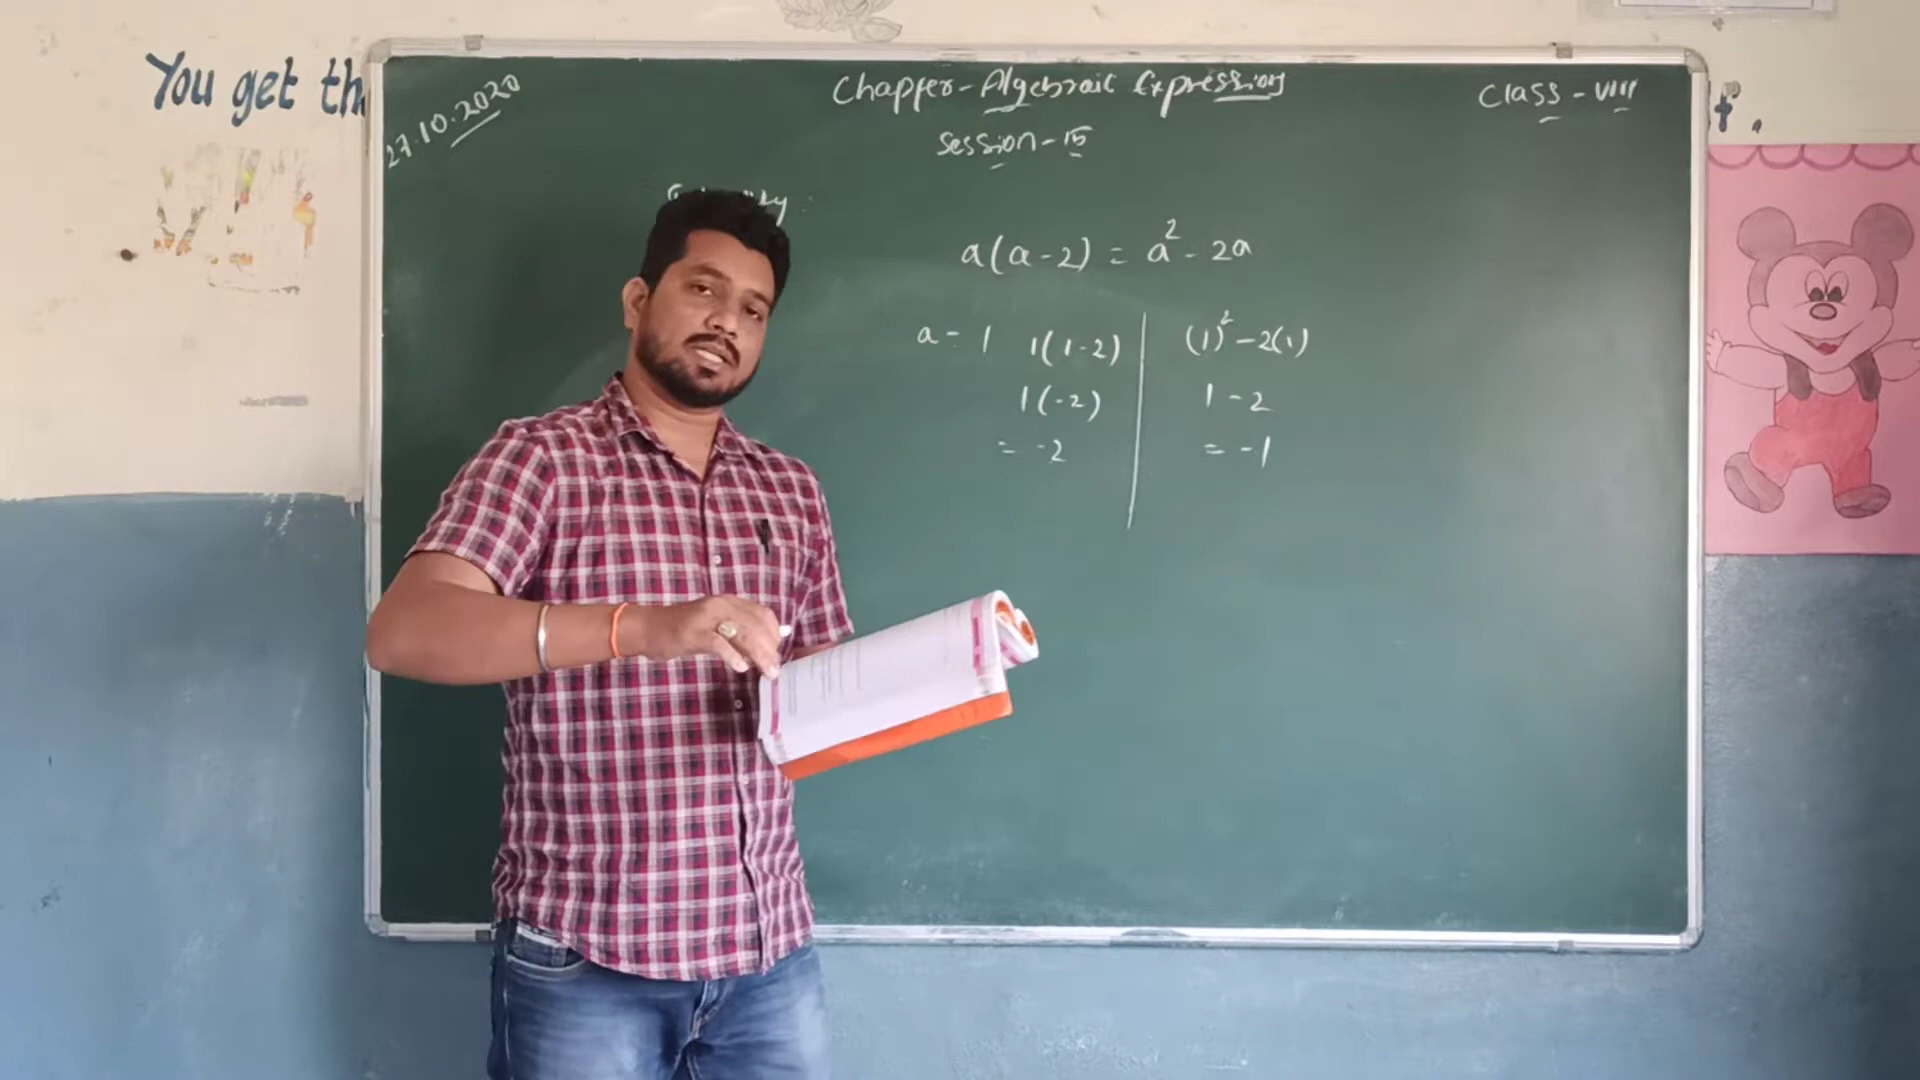 You get th
t.
27.10.2020
Chapter - Algebraic Expressions
Class - VIII
Session - 15
a(a-2) = a² - 2a
a = 1 1(1-2) (1)² - 2(1)
1(-2) 1 - 2
= -2 = -1